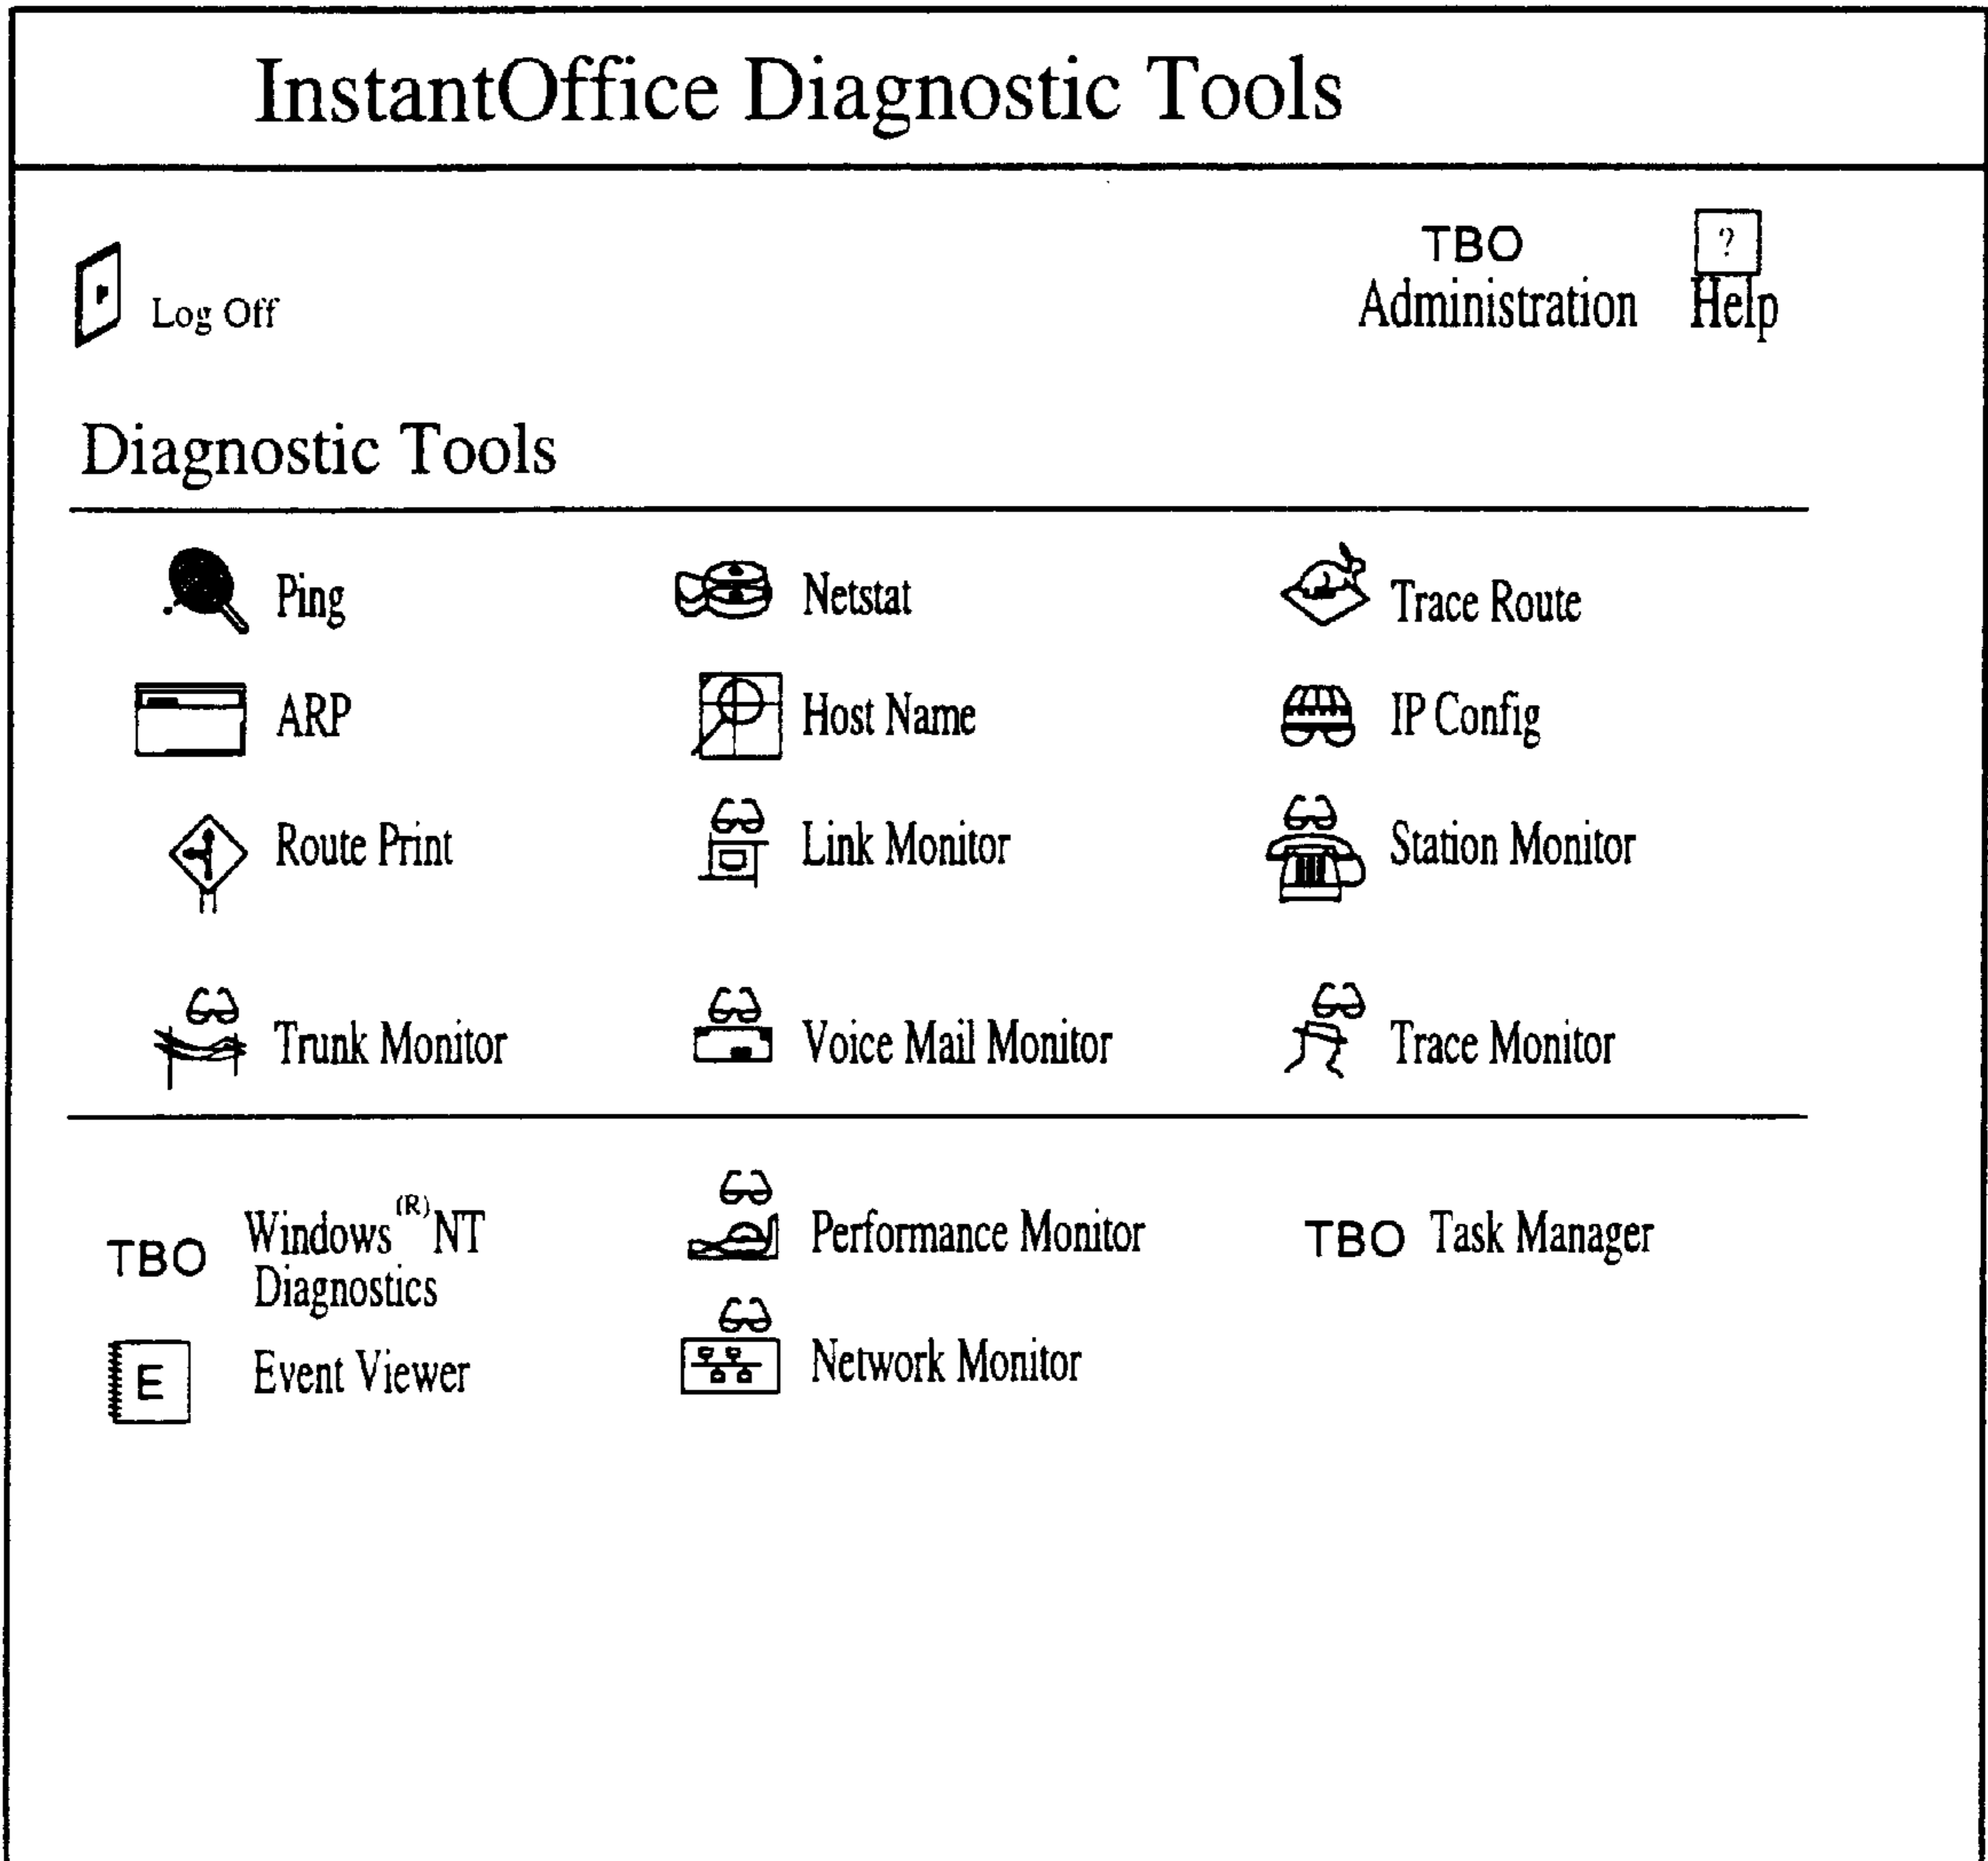 InstantOffice Diagnostic Tools
TBO
Administration
?
Help
Log Off
Diagnostic Tools
Ping
Netstat
Trace Route
ARP
Host Name
IP Config
Route Print
Link Monitor
Station Monitor
Trunk Monitor
Voice Mail Monitor
Trace Monitor
TBO
Windows(R) NT
Diagnostics
Performance Monitor
TBO Task Manager
E
Event Viewer
Network Monitor